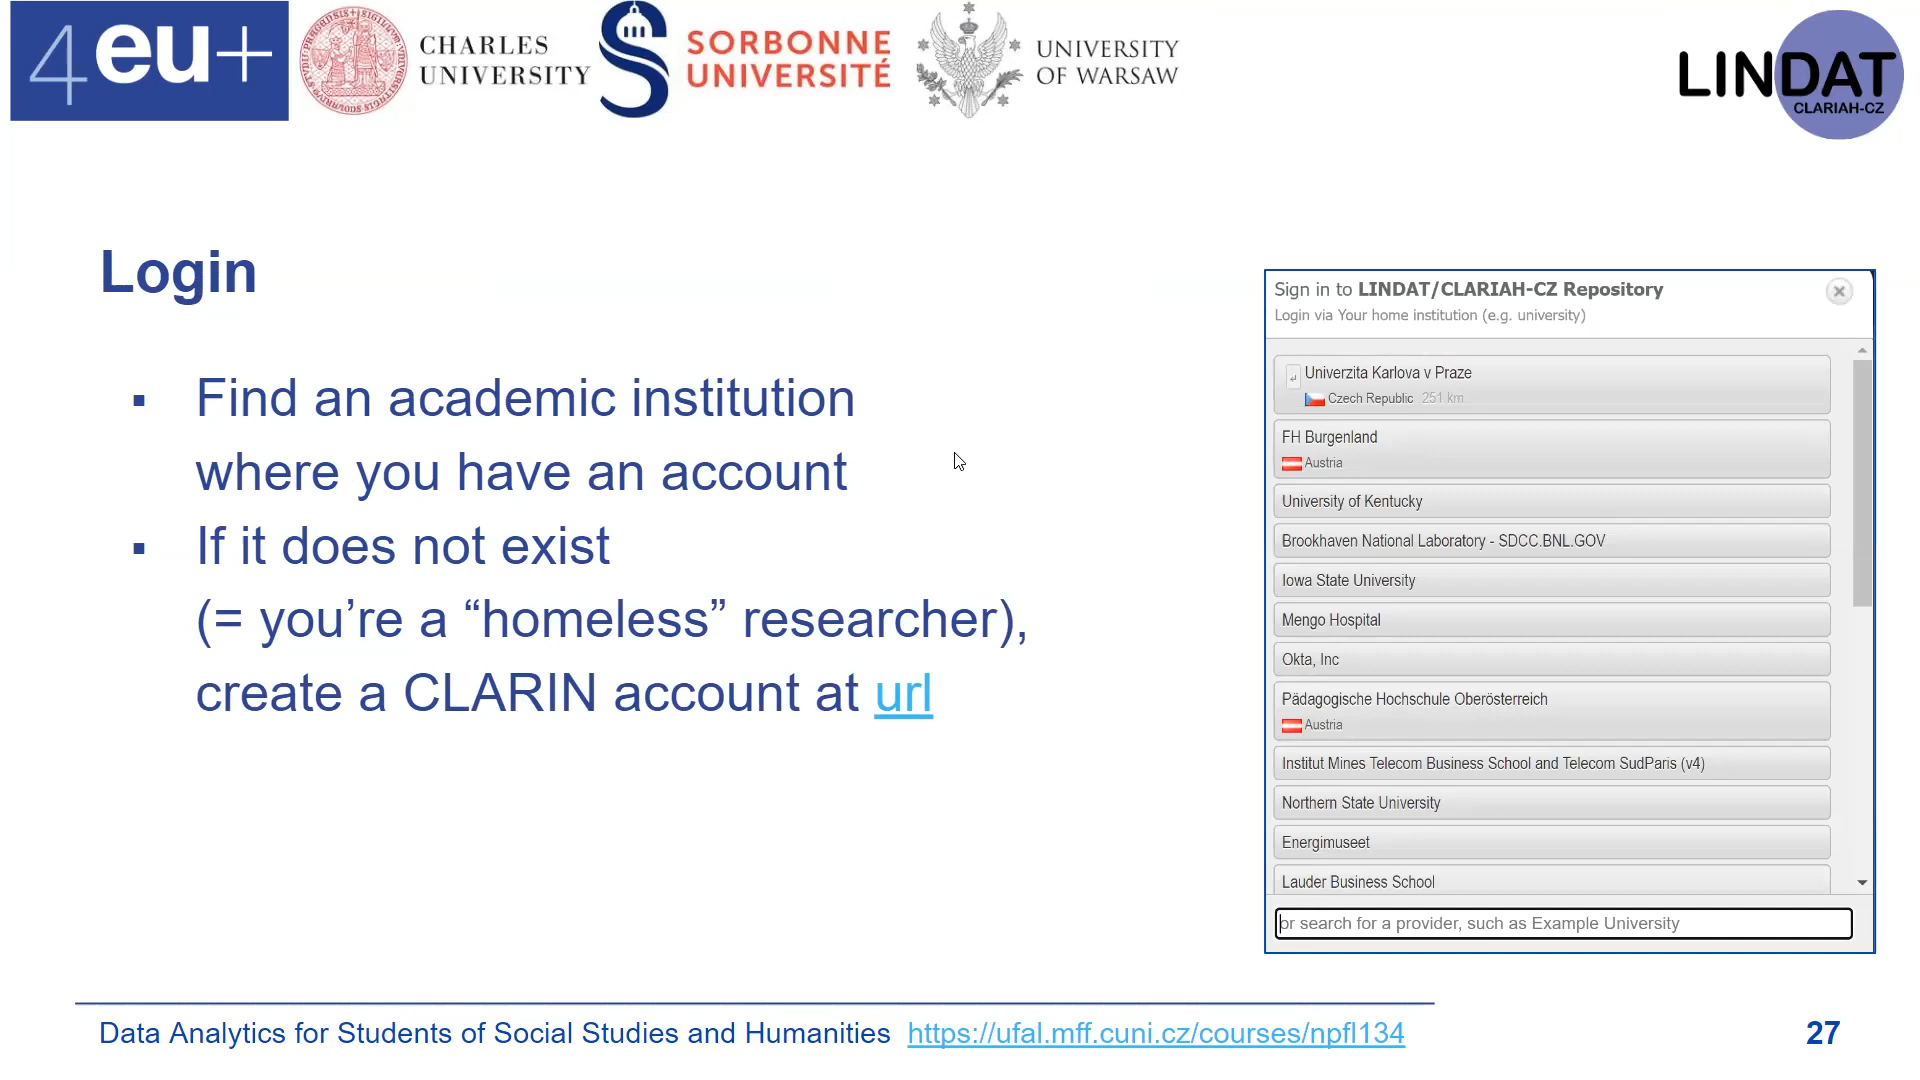 4eu+
CHARLES
UNIVERSITY
SORBONNE
UNIVERSITÉ
UNIVERSITY
OF WARSAW
LINDAT
CLARIAH-CZ
Login
▪ Find an academic institution
where you have an account
▪ If it does not exist
(= you’re a “homeless” researcher),
create a CLARIN account at url
Sign in to LINDAT/CLARIAH-CZ Repository
Login via Your home institution (e.g. university)
Univerzita Karlova v Praze
Czech Republic 251 km
FH Burgenland
Austria
University of Kentucky
Brookhaven National Laboratory - SDCC.BNL.GOV
Iowa State University
Mengo Hospital
Okta, Inc
Pädagogische Hochschule Oberösterreich
Austria
Institut Mines Telecom Business School and Telecom SudParis (v4)
Northern State University
Energimuseet
Lauder Business School
or search for a provider, such as Example University
Data Analytics for Students of Social Studies and Humanities https://ufal.mff.cuni.cz/courses/npfl134
27